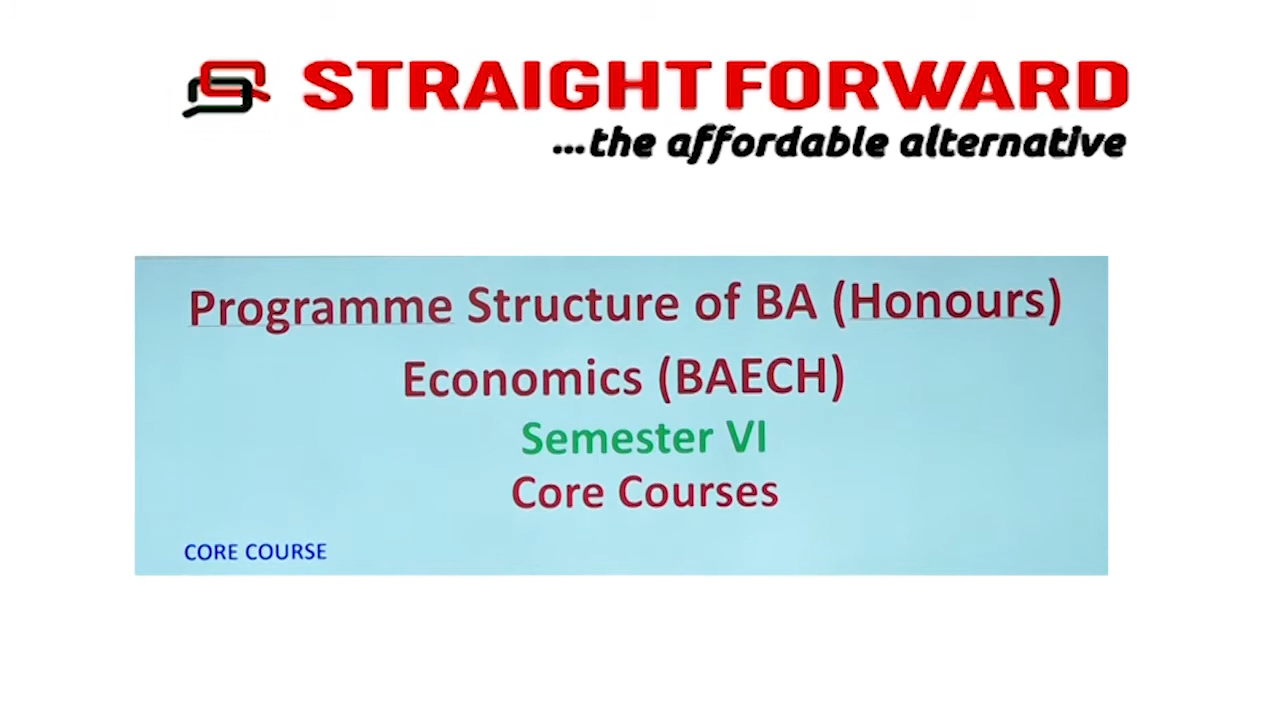 STRAIGHT FORWARD
...the affordable alternative
Programme Structure of BA (Honours)
Economics (BAECH)
Semester VI
Core Courses
CORE COURSE